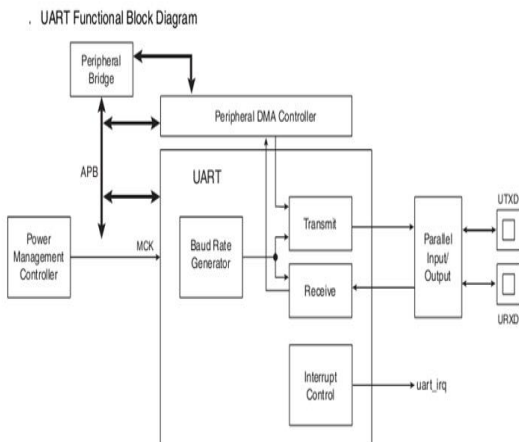 . UART Functional Block Diagram
Peripheral
Bridge
Peripheral DMA Controller
APB
UART
UTXD
Transmit
Power
Management
Controller
MCK
Baud Rate
Generator
Parallel
Input/
Output
Receive
URXD
Interrupt
Control
uart_irq